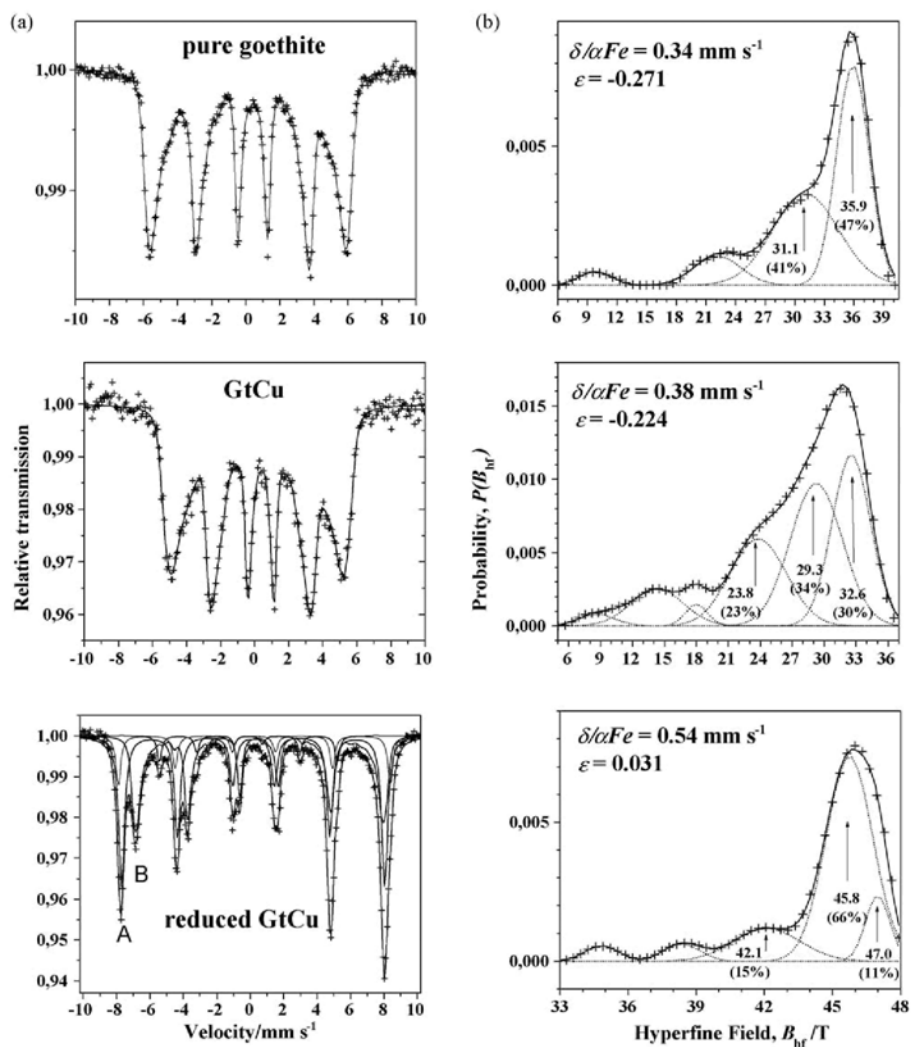 (a)
(b)
pure goethite
1,00
0,99
-10 -8 -6 -4 -2 0 2 4 6 8 10
δ/αFe = 0.34 mm s⁻¹
ε = -0.271
0,005
0,000
35.9
(47%)
31.1
(41%)
6 9 12 15 18 21 24 27 30 33 36 39
GtCu
1,00
0,99
0,98
0,97
0,96
-10 -8 -6 -4 -2 0 2 4 6 8 10
Relative transmission
δ/αFe = 0.38 mm s⁻¹
ε = -0.224
0,015
0,010
0,005
0,000
23.8
(23%)
29.3
(34%)
32.6
(30%)
6 9 12 15 18 21 24 27 30 33 36
Probability, P(B_hf)
1,00
0,99
0,98
0,97
0,96
0,95
0,94
B
A
reduced GtCu
-10 -8 -6 -4 -2 0 2 4 6 8 10
Velocity/mm s⁻¹
δ/αFe = 0.54 mm s⁻¹
ε = 0.031
0,005
0,000
42.1
(15%)
45.8
(66%)
47.0
(11%)
33 36 39 42 45 48
Hyperfine Field, B_hf /T